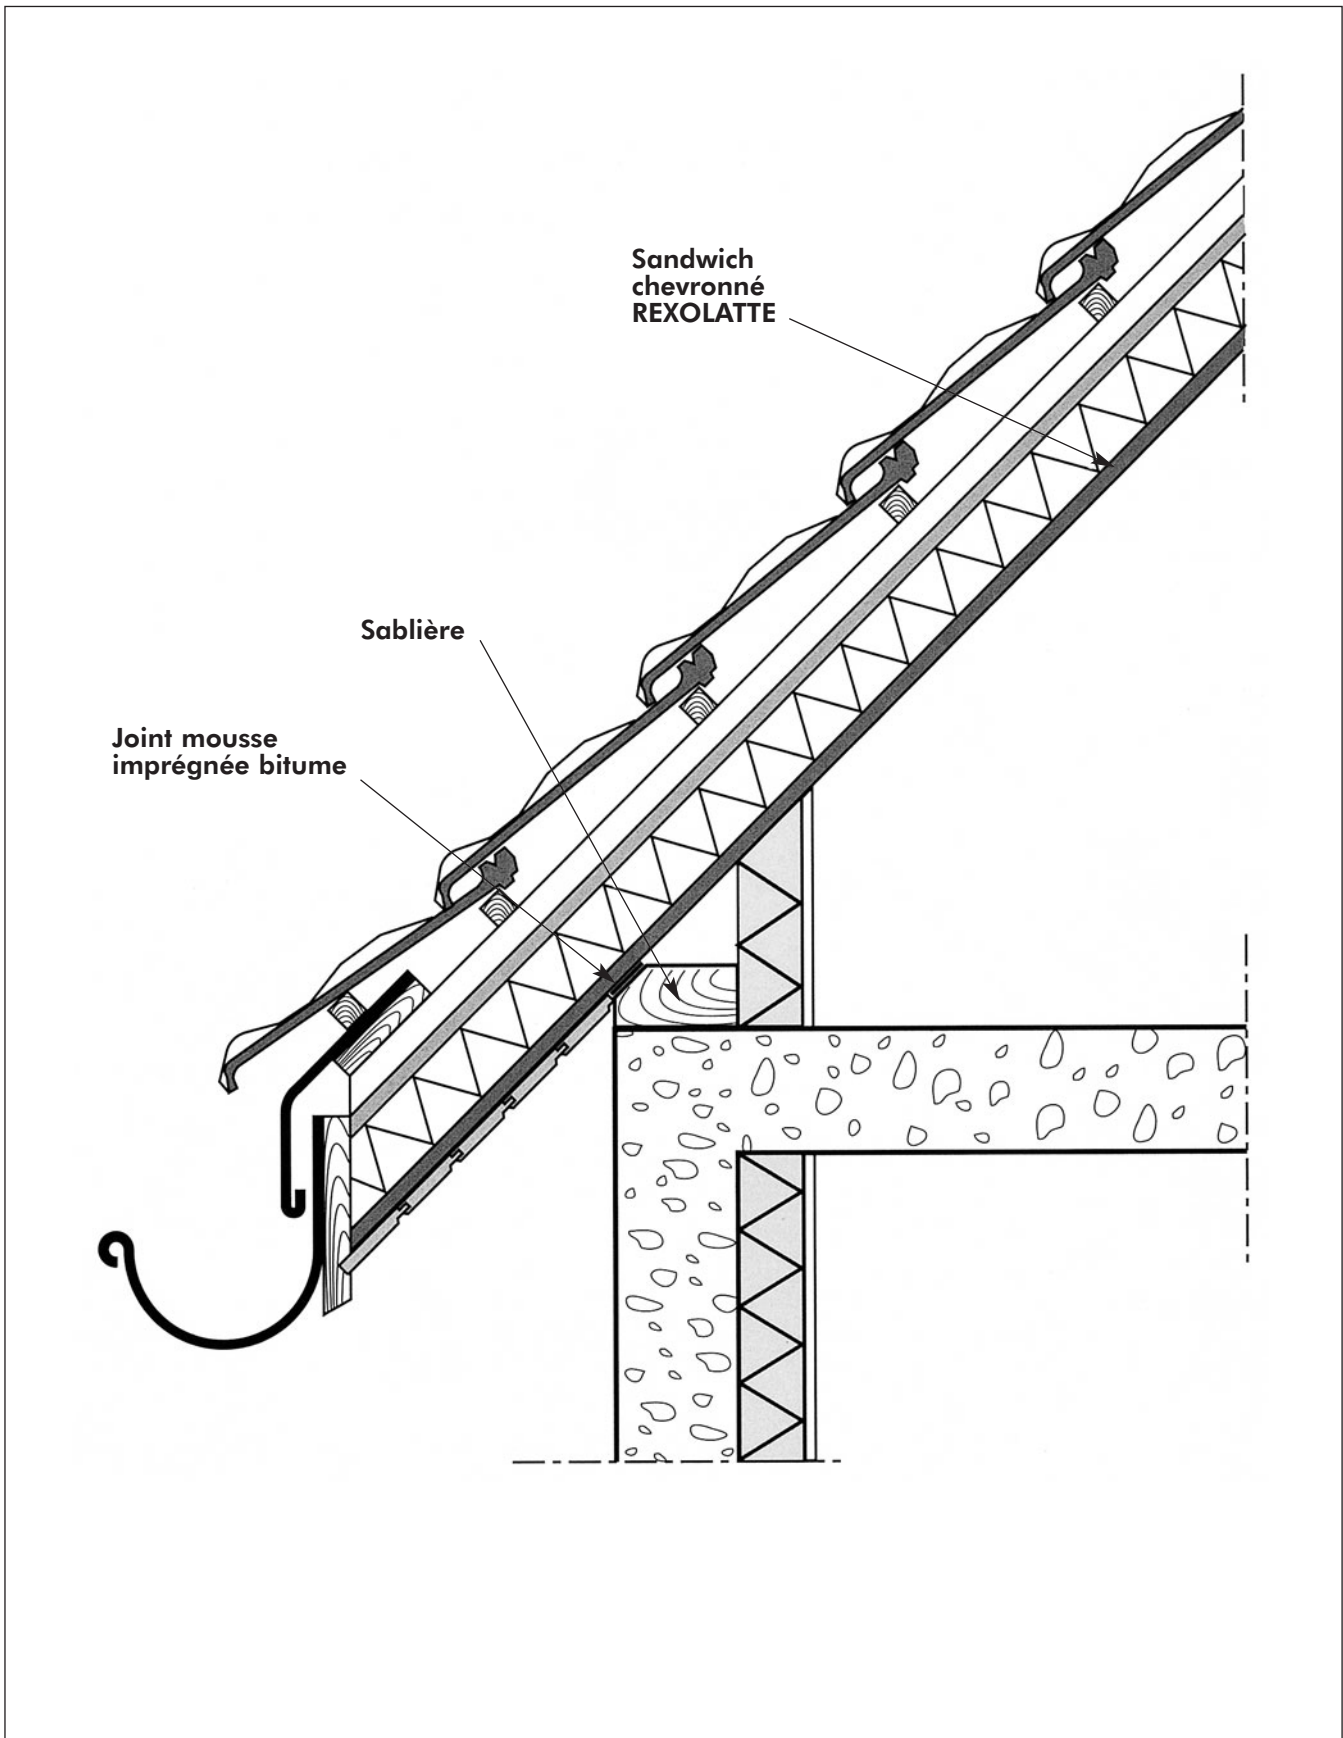 Sandwich
chevronné
REXOLATTE
Sablière
Joint mousse
imprégnée bitume